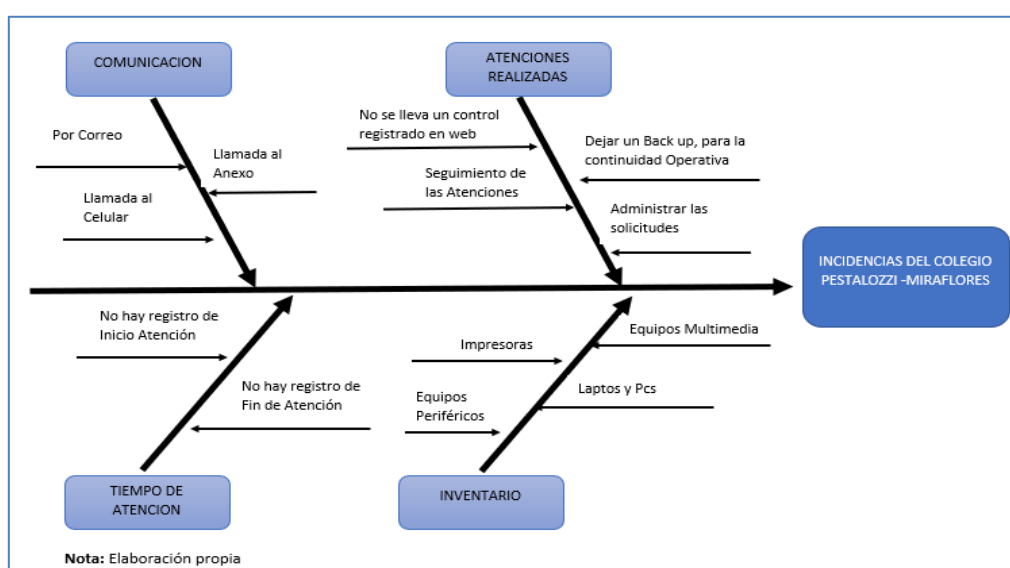 COMUNICACION
Por Correo
Llamada al
Anexo
Llamada al
Celular
ATENCIONES
REALIZADAS
No se lleva un control
registrado en web
Dejar un Back up, para la
continuidad Operativa
Seguimiento de
las Atenciones
Administrar las
solicitudes
INCIDENCIAS DEL COLEGIO
PESTALOZZI -MIRAFLORES
No hay registro de
Inicio Atención
No hay registro de
Fin de Atención
TIEMPO DE
ATENCION
Equipos Multimedia
Impresoras
Laptos y Pcs
Equipos
Periféricos
INVENTARIO
Nota: Elaboración propia